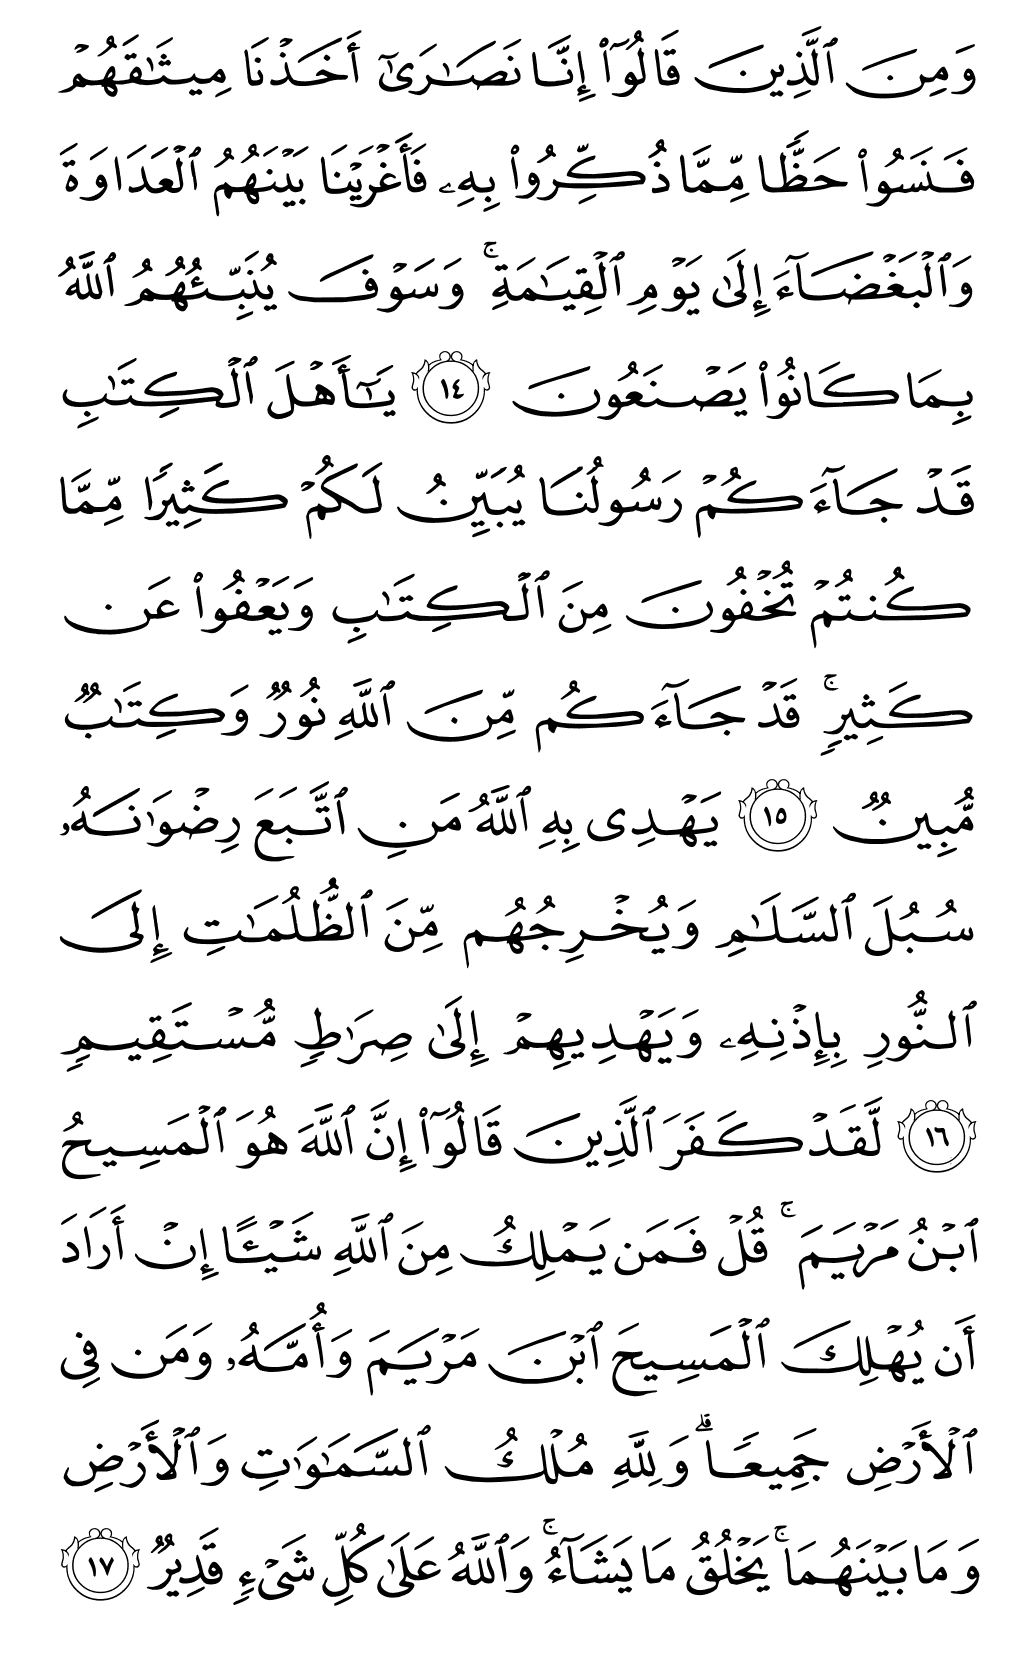 وَمِنَ ٱلَّذِينَ قَالُوٓا۟ إِنَّا نَصَـٰرَىٰٓ أَخَذْنَا مِيثَـٰقَهُمْ
فَنَسُوا۟ حَظًّا مِّمَّا ذُكِّرُوا۟ بِهِۦ فَأَغْرَيْنَا بَيْنَهُمُ ٱلْعَدَاوَةَ
وَٱلْبَغْضَآءَ إِلَىٰ يَوْمِ ٱلْقِيَـٰمَةِ ۚ وَسَوْفَ يُنَبِّئُهُمُ ٱللَّهُ
بِمَا كَانُوا۟ يَصْنَعُونَ ١٤ يَـٰٓأَهْلَ ٱلْكِتَـٰبِ
قَدْ جَآءَكُمْ رَسُولُنَا يُبَيِّنُ لَكُمْ كَثِيرًا مِّمَّا
كُنتُمْ تُخْفُونَ مِنَ ٱلْكِتَـٰبِ وَيَعْفُوا۟ عَن
كَثِيرٍ ۚ قَدْ جَآءَكُم مِّنَ ٱللَّهِ نُورٌ وَكِتَـٰبٌ
مُّبِينٌ ١٥ يَهْدِى بِهِ ٱللَّهُ مَنِ ٱتَّبَعَ رِضْوَٰنَهُۥ
سُبُلَ ٱلسَّلَـٰمِ وَيُخْرِجُهُم مِّنَ ٱلظُّلُمَـٰتِ إِلَى
ٱلنُّورِ بِإِذْنِهِۦ وَيَهْدِيهِمْ إِلَىٰ صِرَٰطٍ مُّسْتَقِيمٍ
١٦ لَّقَدْ كَفَرَ ٱلَّذِينَ قَالُوٓا۟ إِنَّ ٱللَّهَ هُوَ ٱلْمَسِيحُ
ٱبْنُ مَرْيَمَ ۚ قُلْ فَمَن يَمْلِكُ مِنَ ٱللَّهِ شَيْـًٔا إِنْ أَرَادَ
أَن يُهْلِكَ ٱلْمَسِيحَ ٱبْنَ مَرْيَمَ وَأُمَّهُۥ وَمَن فِى
ٱلْأَرْضِ جَمِيعًا ۗ وَلِلَّهِ مُلْكُ ٱلسَّمَـٰوَٰتِ وَٱلْأَرْضِ
وَمَا بَيْنَهُمَا ۚ يَخْلُقُ مَا يَشَآءُ ۚ وَٱللَّهُ عَلَىٰ كُلِّ شَىْءٍ قَدِيرٌ ١٧